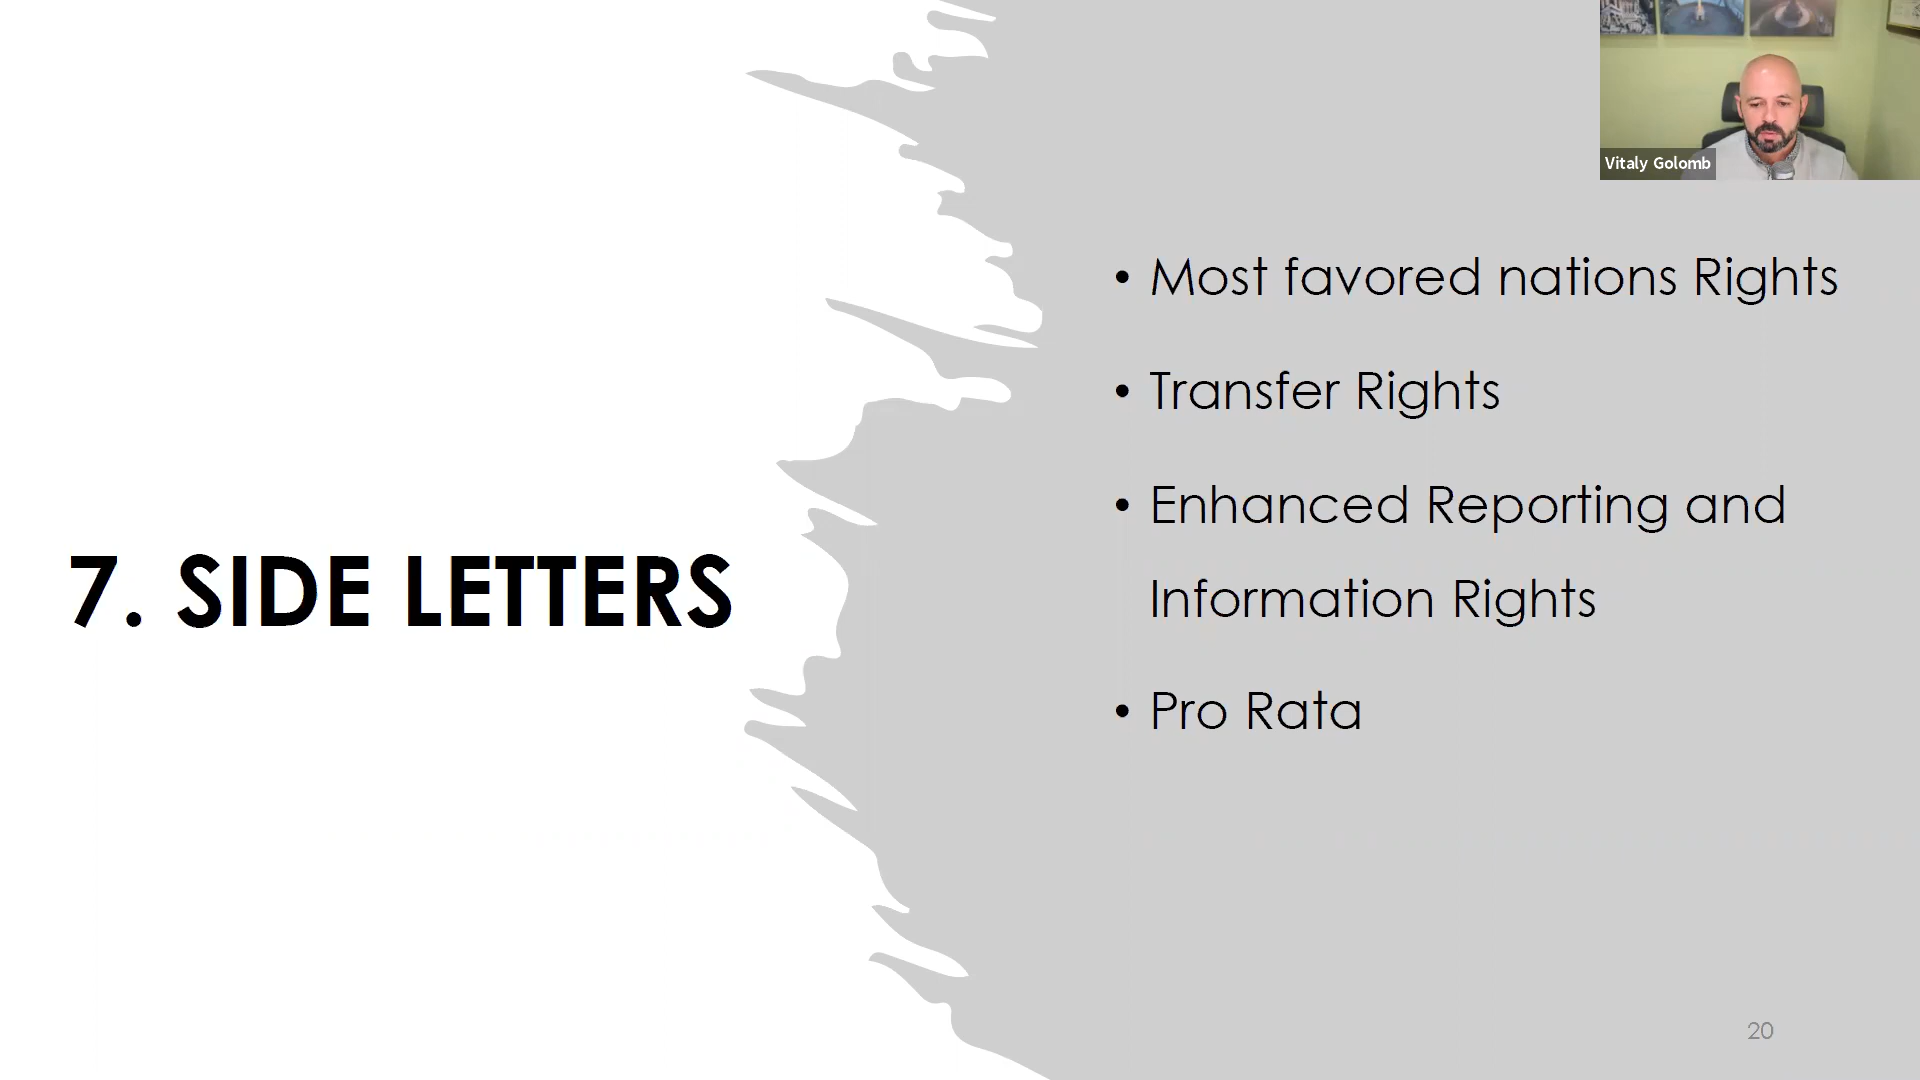 Vitaly Golomb
7. SIDE LETTERS
• Most favored nations Rights
• Transfer Rights
• Enhanced Reporting and
Information Rights
• Pro Rata
20